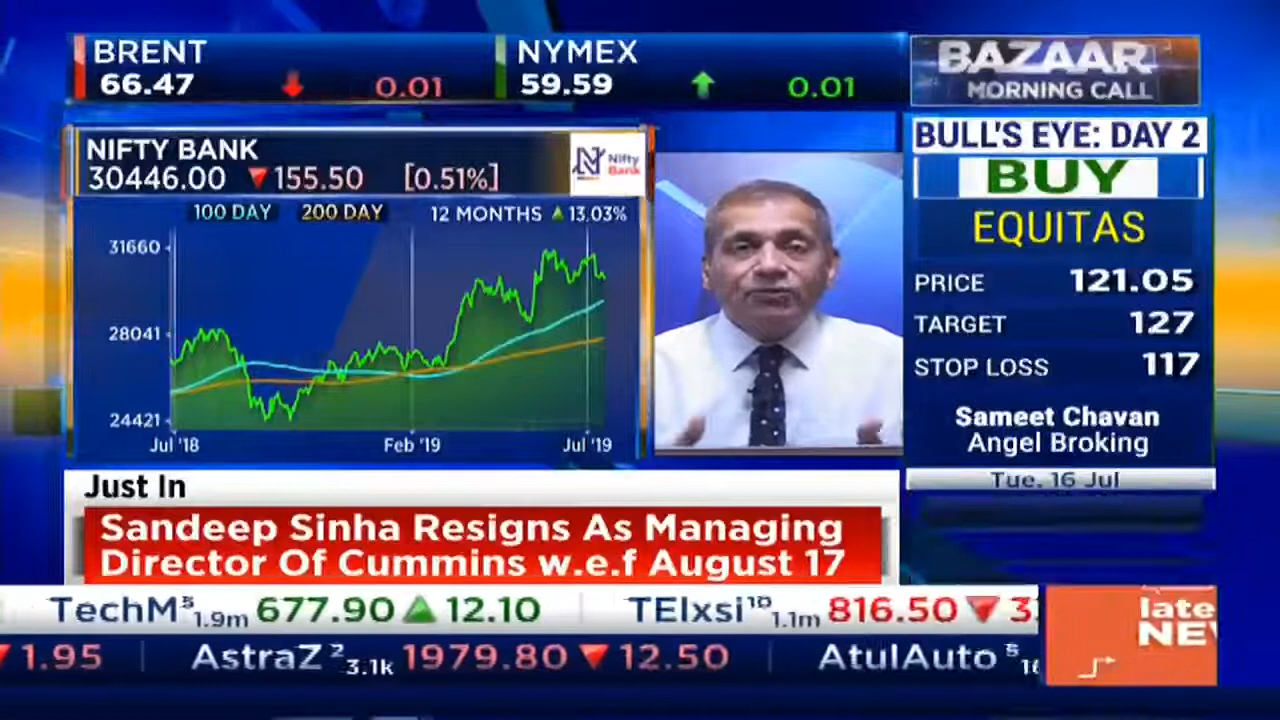 BRENT
66.47 0.01
NYMEX
59.59 0.01
BAZAAR
MORNING CALL
NIFTY BANK
30446.00 ▼155.50 [0.51%]
Nifty
Bank
100 DAY 200 DAY 12 MONTHS ▲13.03%
31660
28041
24421
Jul '18 Feb '19 Jul '19
BULL'S EYE: DAY 2
BUY
EQUITAS
PRICE 121.05
TARGET 127
STOP LOSS 117
Sameet Chavan
Angel Broking
Tue, 16 Jul
Just In
Sandeep Sinha Resigns As Managing
Director Of Cummins w.e.f August 17
TechM 1.9m 677.90 ▲ 12.10 TElxsi 1.1m 816.50 ▼
▼ 1.95 AstraZ 2 3.1k 1979.80 ▼ 12.50 AtulAuto